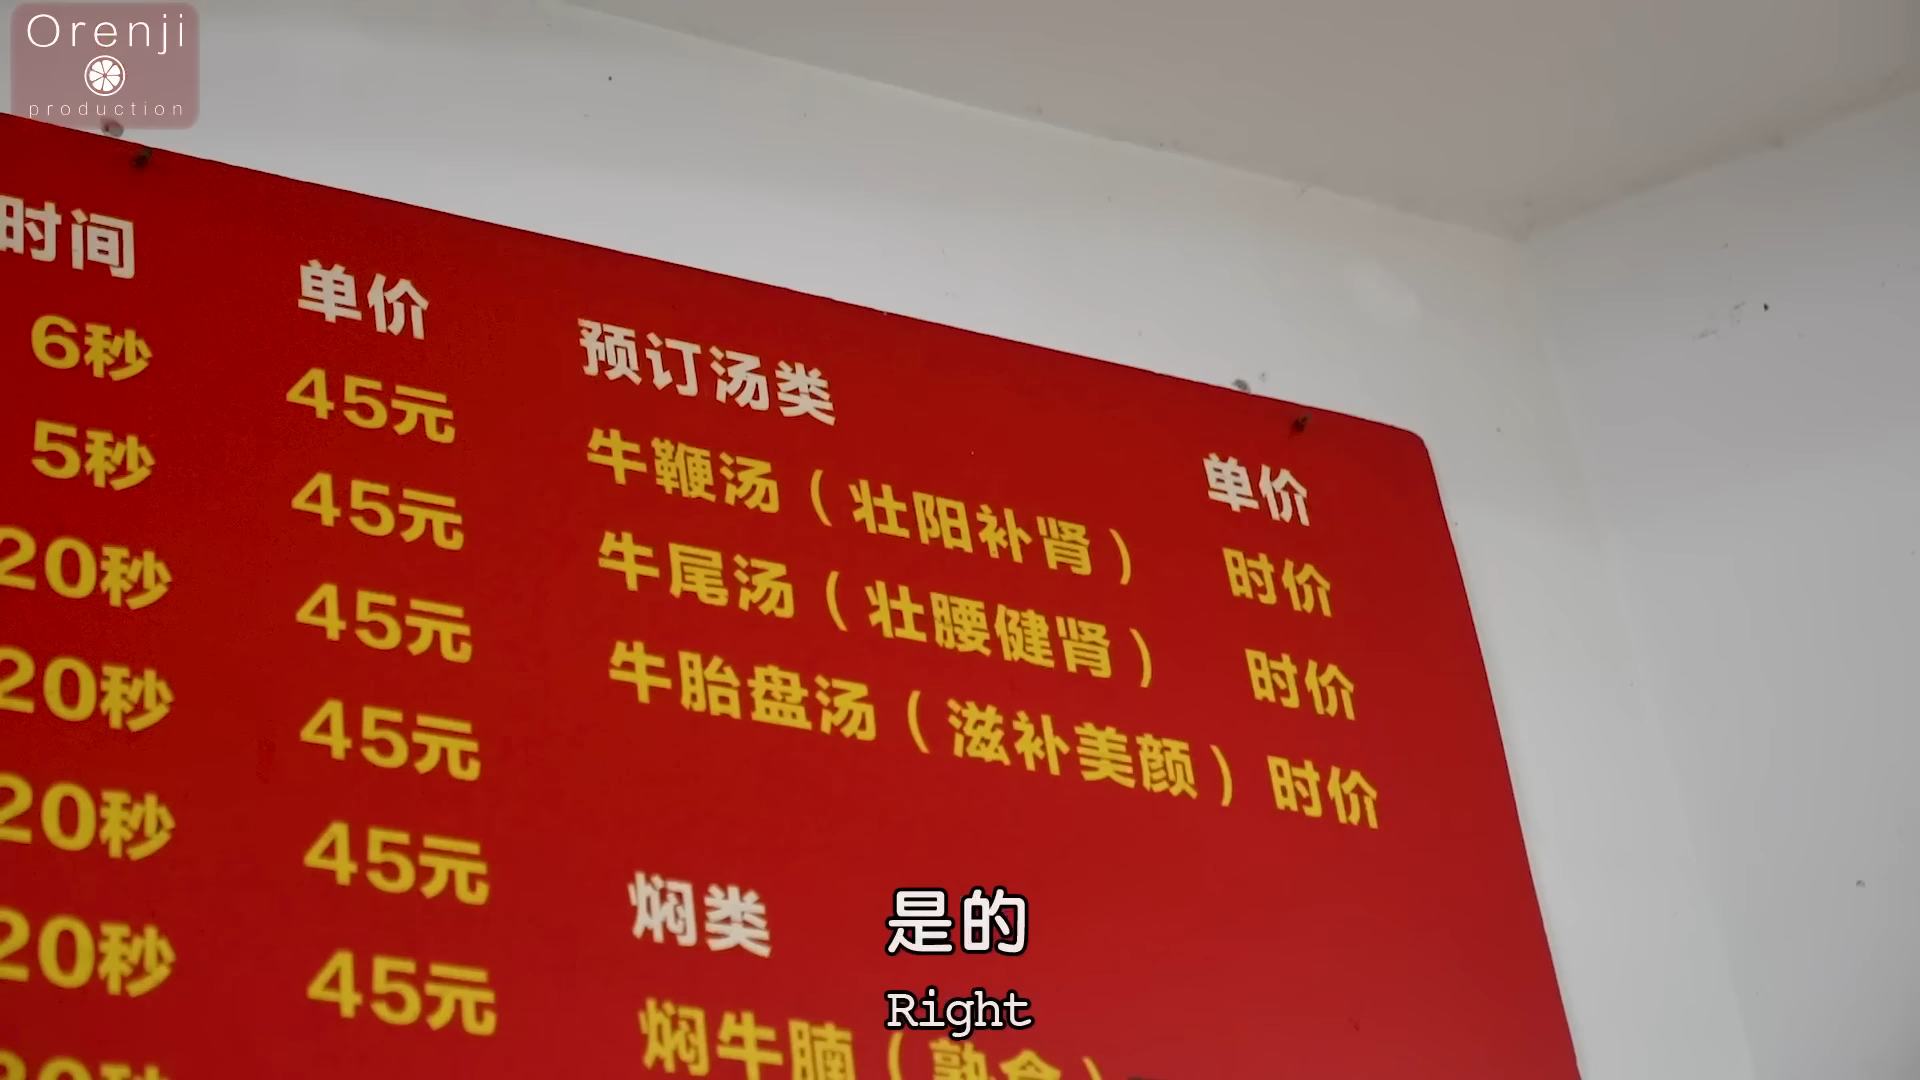 Orenji
production
时间 单价 预订汤类 单价
6秒 45元 牛鞭汤（壮阳补肾） 时价
5秒 45元 牛尾汤（壮腰健肾） 时价
20秒 45元 牛胎盘汤（滋补美颜） 时价
20秒 45元
20秒 45元 焖类
20秒 45元 焖牛腩（熟食）
是的
Right